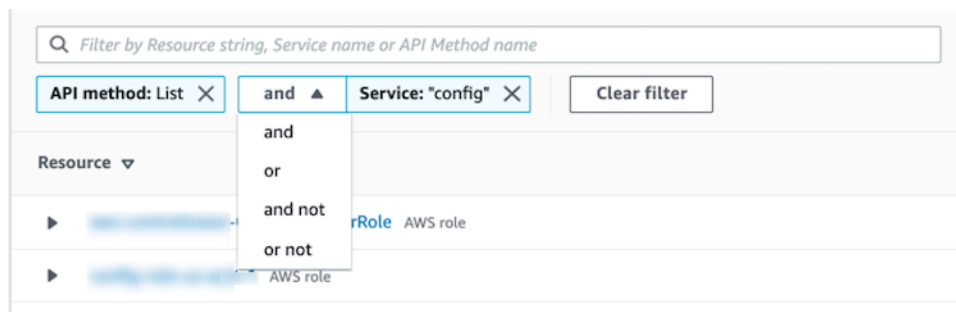 Filter by Resource string, Service name or API Method name
API method: List and Service: "config" Clear filter
and
Resource
or
and not
rRole AWS role
or not
AWS role